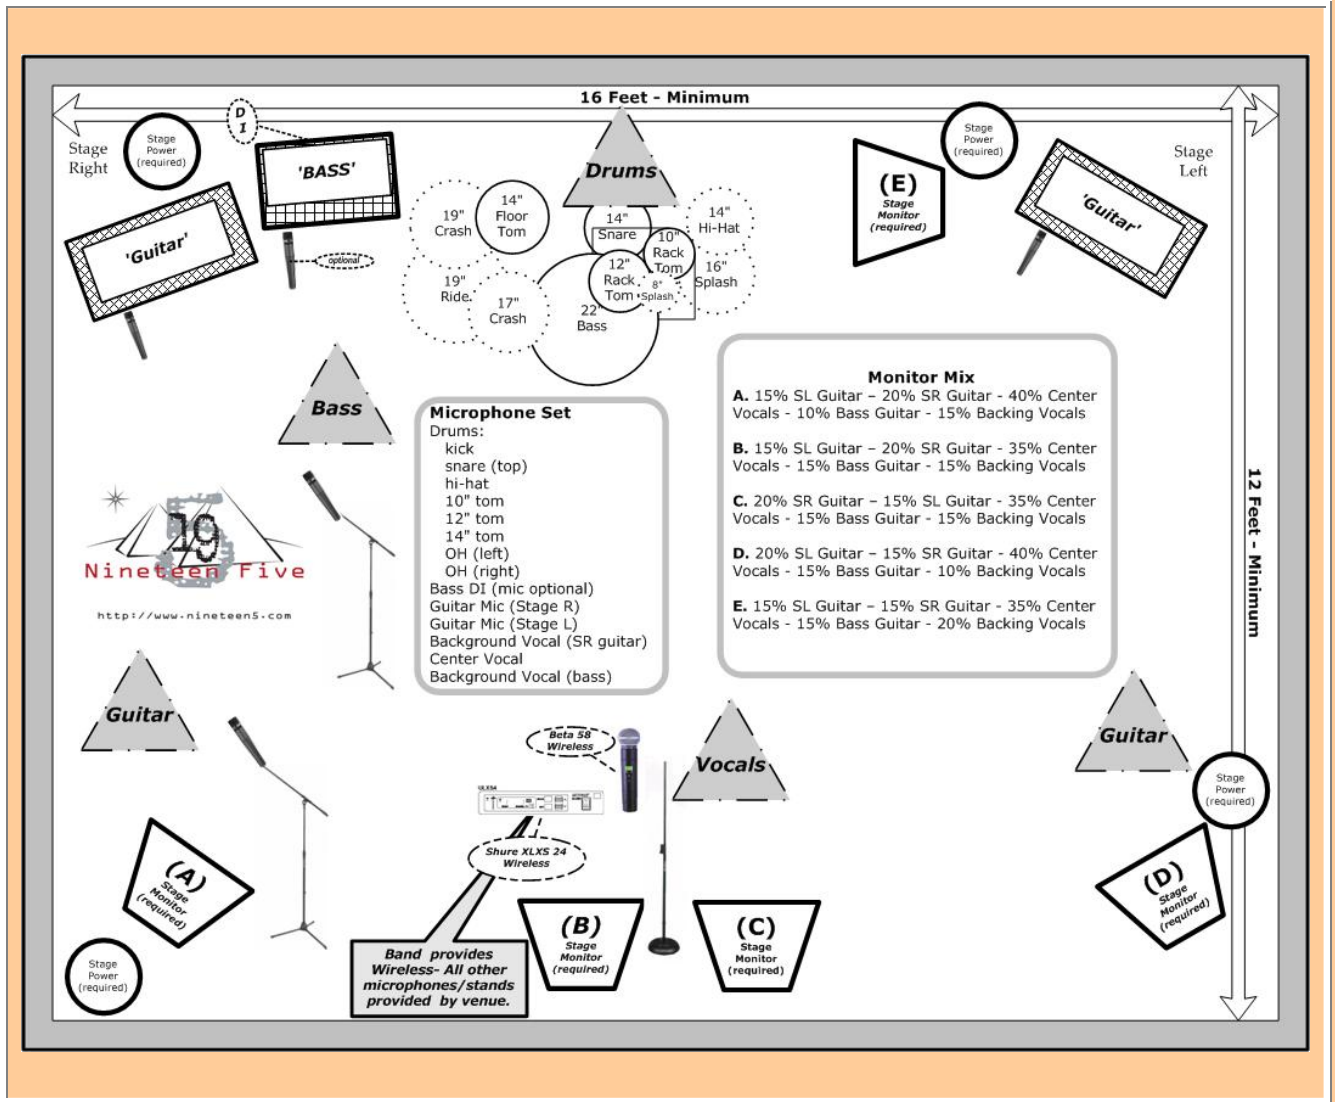 16 Feet - Minimum
Stage
Right
Stage
Power
(required)
D
I
'BASS'
'Guitar'
optional
Drums
19"
Crash
14"
Floor
Tom
14"
Snare
14"
Hi-Hat
10"
Rack
Tom
12"
Rack
Tom
8"
Splash
16"
Splash
19"
Ride
17"
Crash
22"
Bass
(E)
Stage
Monitor
(required)
Stage
Power
(required)
Stage
Left
'Guitar'
Bass
Microphone Set
Drums:
kick
snare (top)
hi-hat
10" tom
12" tom
14" tom
OH (left)
OH (right)
Bass DI (mic optional)
Guitar Mic (Stage R)
Guitar Mic (Stage L)
Background Vocal (SR guitar)
Center Vocal
Background Vocal (bass)
Monitor Mix
A. 15% SL Guitar – 20% SR Guitar - 40% Center
Vocals - 10% Bass Guitar - 15% Backing Vocals
B. 15% SL Guitar – 20% SR Guitar - 35% Center
Vocals - 15% Bass Guitar - 15% Backing Vocals
C. 20% SR Guitar – 15% SL Guitar - 35% Center
Vocals - 15% Bass Guitar - 15% Backing Vocals
D. 20% SL Guitar – 15% SR Guitar - 40% Center
Vocals - 15% Bass Guitar - 10% Backing Vocals
E. 15% SL Guitar – 15% SR Guitar - 35% Center
Vocals - 15% Bass Guitar - 20% Backing Vocals
12 Feet - Minimum
19
5
Nineteen Five
http://www.nineteen5.com
Guitar
Beta 58
Wireless
Vocals
Guitar
Stage
Power
(required)
ULXS4
Shure XLXS 24
Wireless
(A)
Stage
Monitor
(required)
(D)
Stage
Monitor
(required)
(B)
Stage
Monitor
(required)
(C)
Stage
Monitor
(required)
Band provides
Wireless- All other
microphones/stands
provided by venue.
Stage
Power
(required)